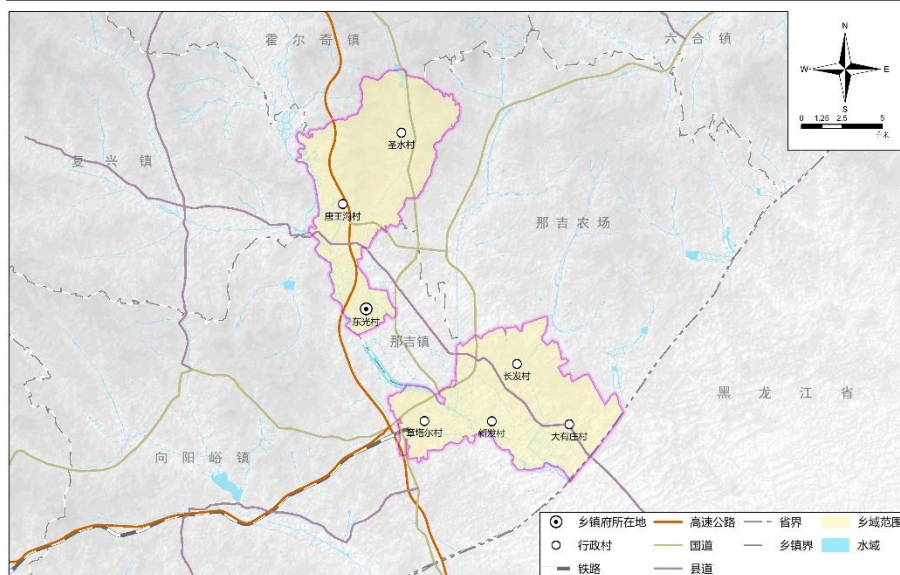 霍尔奇镇
六合镇
N
W
E
S
0 1.25 2.5 5
千米
圣水村
复兴镇
唐王沟村
那吉农场
东光村
那吉镇
长发村
黑龙江省
章塔尔村
新发村
大有庄村
向阳峪镇
乡镇府所在地
高速公路
省界
乡域范围
行政村
国道
乡镇界
水域
铁路
县道